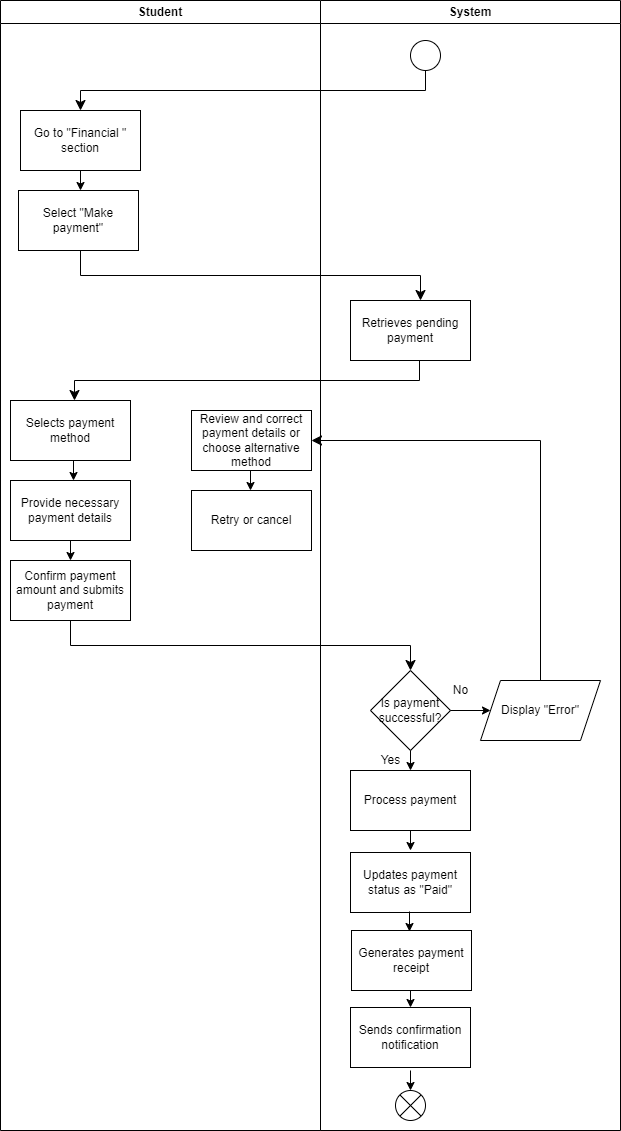 Student
System
Go to "Financial "
section
Select "Make
payment"
Retrieves pending
payment
Selects payment
method
Review and correct
payment details or
choose alternative
method
Provide necessary
payment details
Retry or cancel
Confirm payment
amount and submits
payment
Is payment
successful?
No
Display "Error"
Yes
Process payment
Updates payment
status as "Paid"
Generates payment
receipt
Sends confirmation
notification